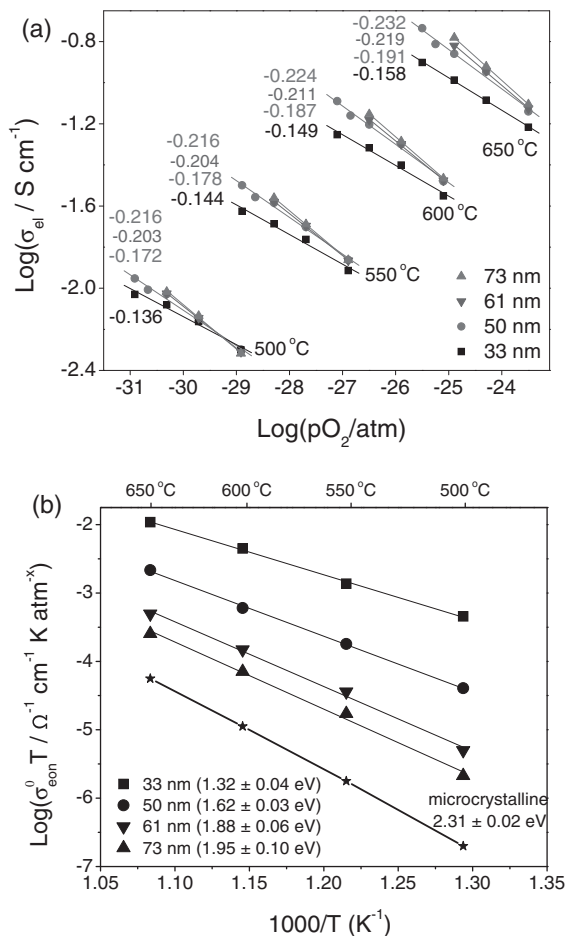 (a)
Log(σel / S cm-1)
-0.8
-1.2
-1.6
-2.0
-2.4
-0.232
-0.219
-0.191
-0.158
650 °C
-0.224
-0.211
-0.187
-0.149
600 °C
-0.216
-0.204
-0.178
-0.144
550 °C
-0.216
-0.203
-0.172
-0.136
500 °C
73 nm
61 nm
50 nm
33 nm
-31 -30 -29 -28 -27 -26 -25 -24
Log(pO2/atm)
(b)
650 °C 600 °C 550 °C 500 °C
Log(σ0eon T / Ω-1 cm-1 K atm-x)
-2
-3
-4
-5
-6
-7
33 nm (1.32 ± 0.04 eV)
50 nm (1.62 ± 0.03 eV)
61 nm (1.88 ± 0.06 eV)
73 nm (1.95 ± 0.10 eV)
microcrystalline
2.31 ± 0.02 eV
1.05 1.10 1.15 1.20 1.25 1.30 1.35
1000/T (K-1)